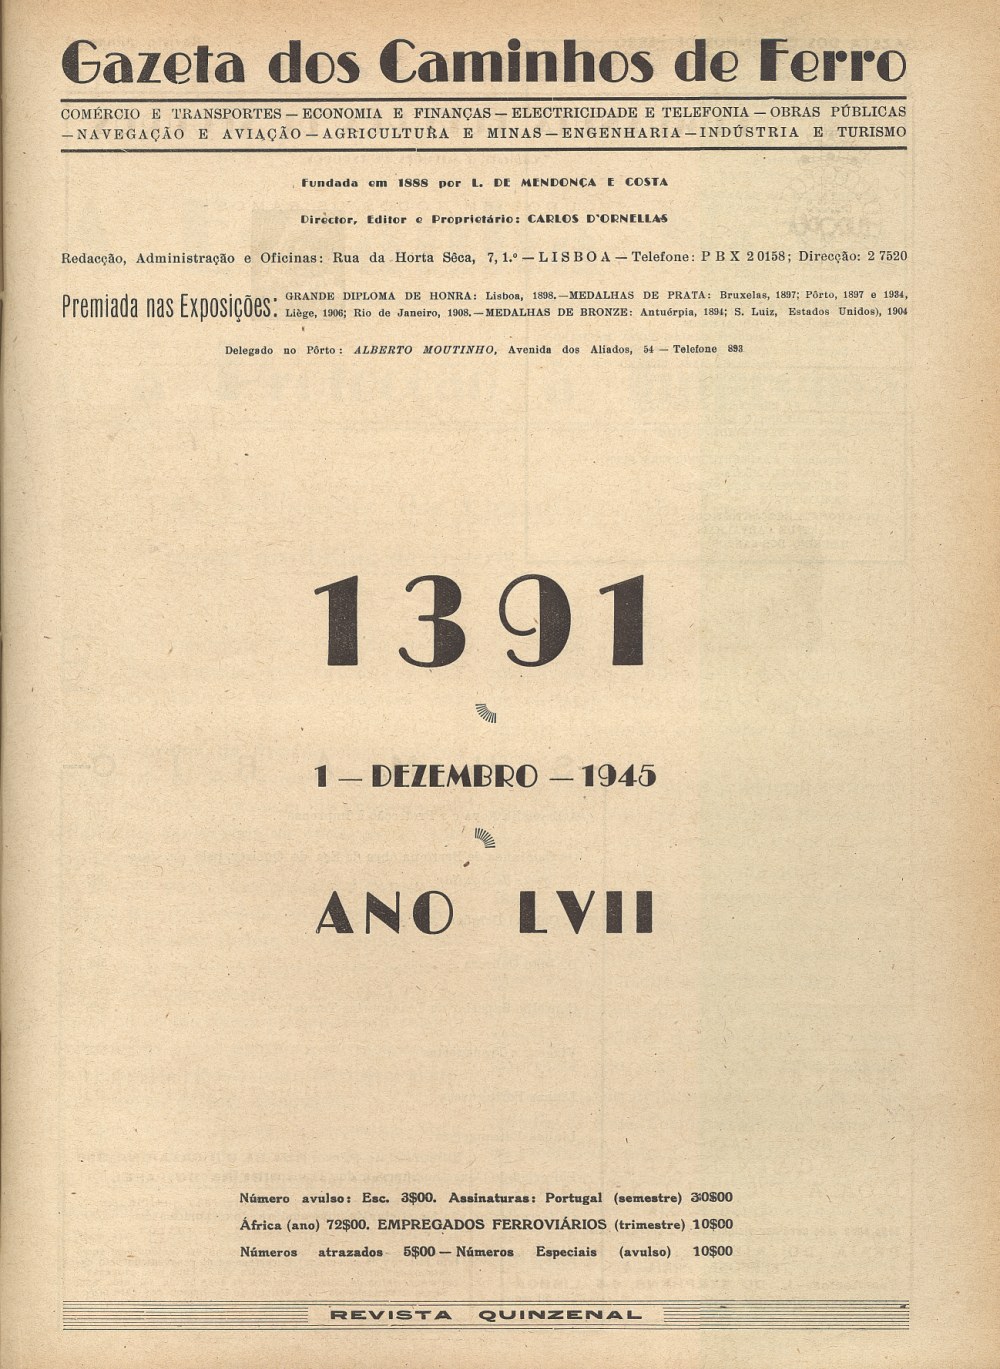 Gazeta dos Caminhos de Ferro
COMÉRCIO E TRANSPORTES — ECONOMIA E FINANÇAS — ELECTRICIDADE E TELEFONIA — OBRAS PÚBLICAS
— NAVEGAÇÃO E AVIAÇÃO — AGRICULTURA E MINAS — ENGENHARIA — INDÚSTRIA E TURISMO
Fundada em 1888 por L. DE MENDONÇA E COSTA
Director, Editor e Proprietário: CARLOS D'ORNELLAS
Redacção, Administração e Oficinas: Rua da Horta Sêca, 7, 1.º — LISBOA — Telefone: P B X 2 0158; Direcção: 2 7520
Premiada nas Exposições:
GRANDE DIPLOMA DE HONRA: Lisboa, 1898. — MEDALHAS DE PRATA: Bruxelas, 1897; Pôrto, 1897 e 1934,
Liège, 1906; Rio de Janeiro, 1908. — MEDALHAS DE BRONZE: Antuérpia, 1894; S. Luiz, Estados Unidos), 1904
Delegado no Pôrto: ALBERTO MOUTINHO, Avenida dos Aliados, 54 — Telefone 893
1391
1 — DEZEMBRO — 1945
ANO LVII
Número avulso: Esc. 3$00. Assinaturas: Portugal (semestre) 30$00
África (ano) 72$00. EMPREGADOS FERROVIÁRIOS (trimestre) 10$00
Números atrazados 5$00 — Números Especiais (avulso) 10$00
REVISTA QUINZENAL